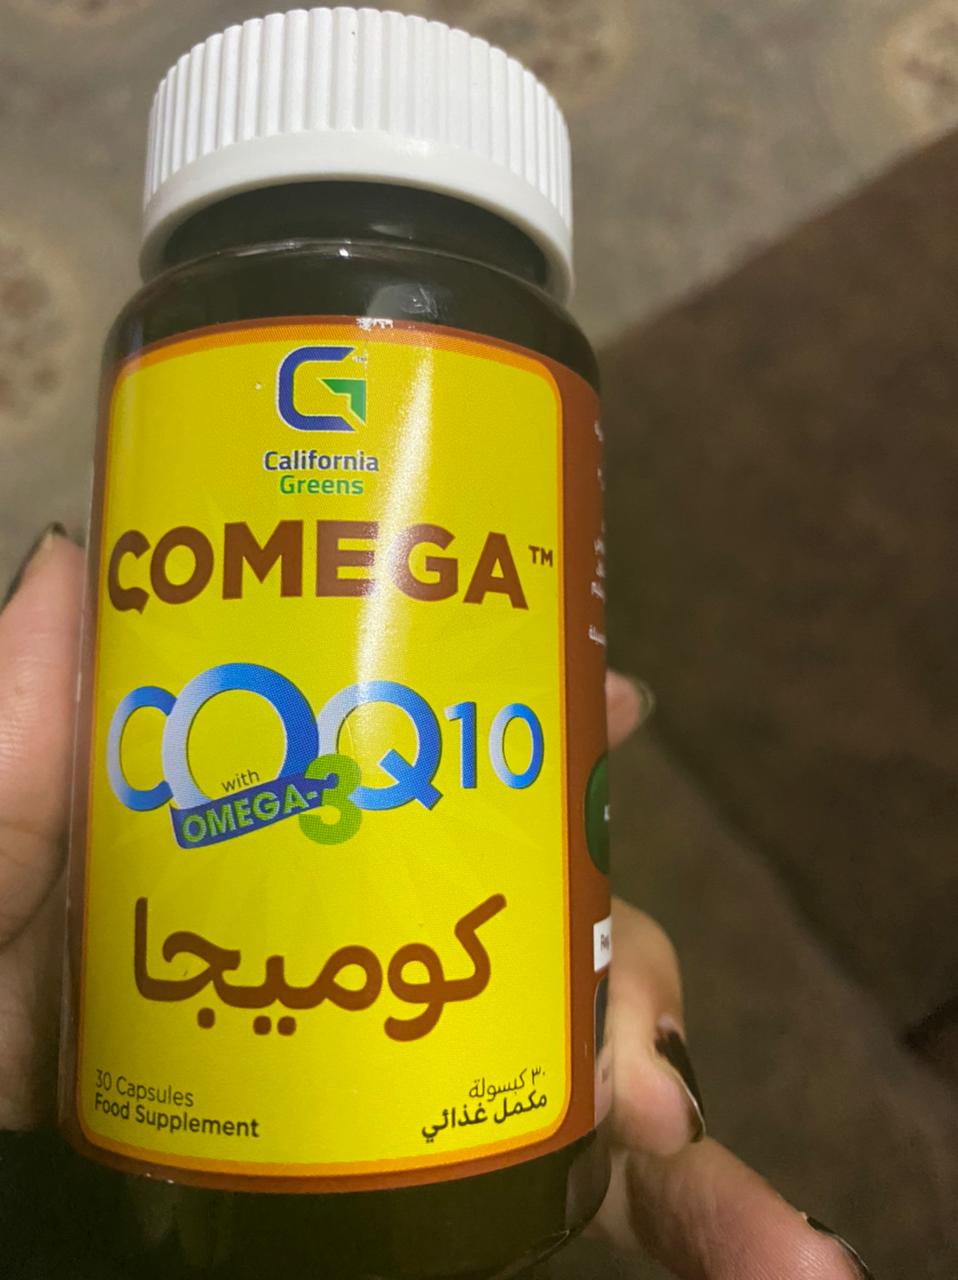 California
Greens
COMEGA™
COQ10
with
OMEGA-3
كوميجا
30 Capsules
Food Supplement
٣٠ كبسولة
مكمل غذائي